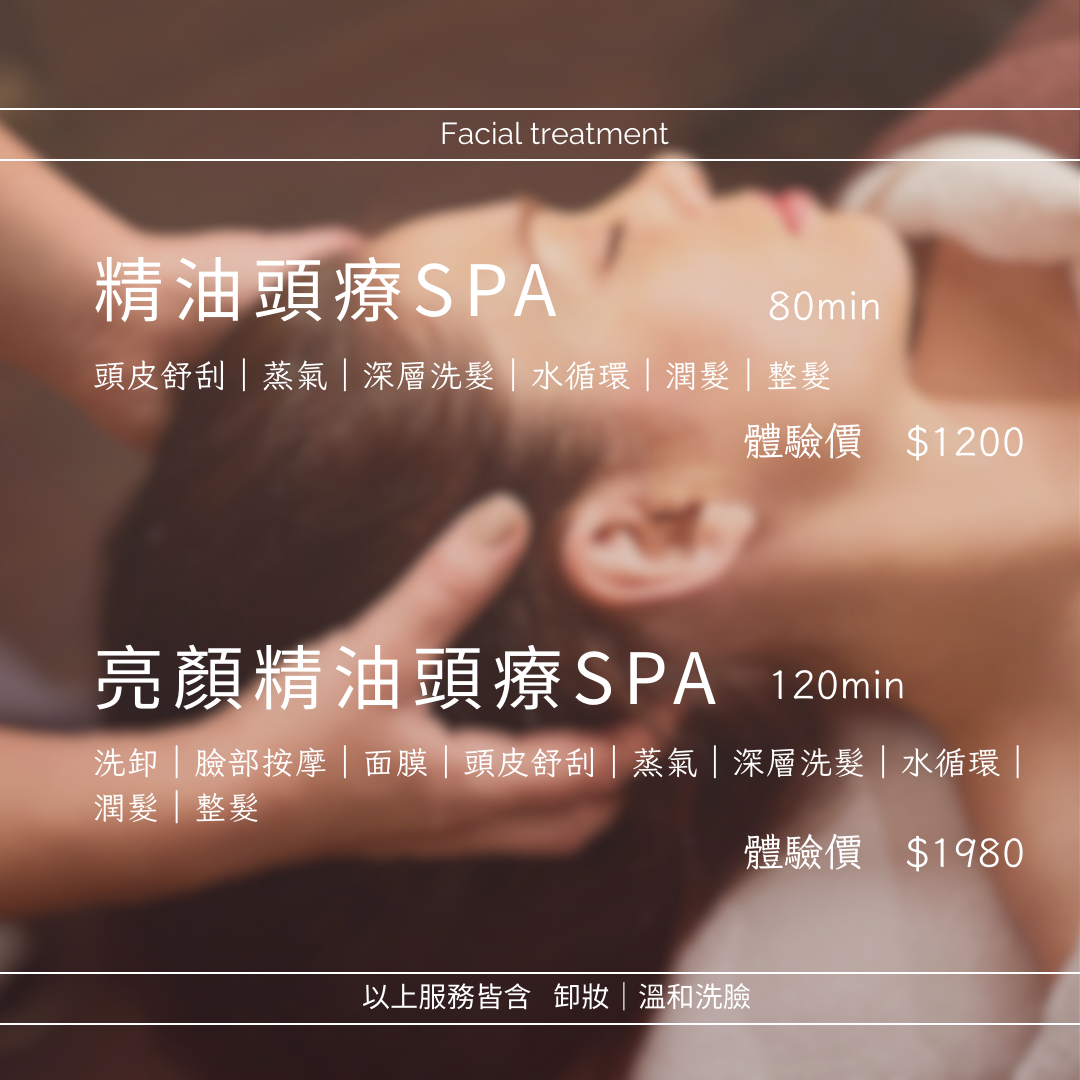 Facial treatment
精油頭療SPA 80min
頭皮舒刮｜蒸氣｜深層洗髮｜水循環｜潤髮｜整髮
體驗價 $1200
亮顏精油頭療SPA 120min
洗卸｜臉部按摩｜面膜｜頭皮舒刮｜蒸氣｜深層洗髮｜水循環｜
潤髮｜整髮
體驗價 $1980
以上服務皆含 卸妝｜溫和洗臉